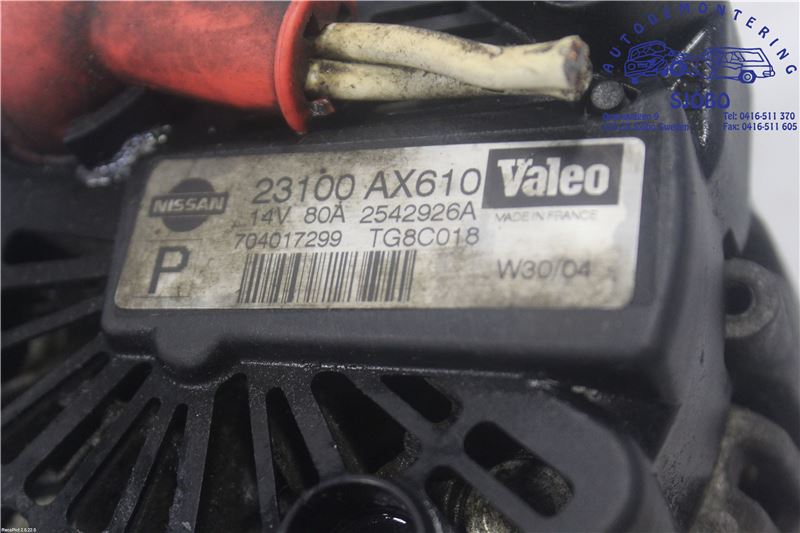 AUTODEMONTERING
SJÖBO
Tel: 0416-511 370
Fax: 0416-511 605
NISSAN
23100 AX610
Valeo
14V 80A 2542926A
MADE IN FRANCE
704017299 TG8C018
P
W30/04